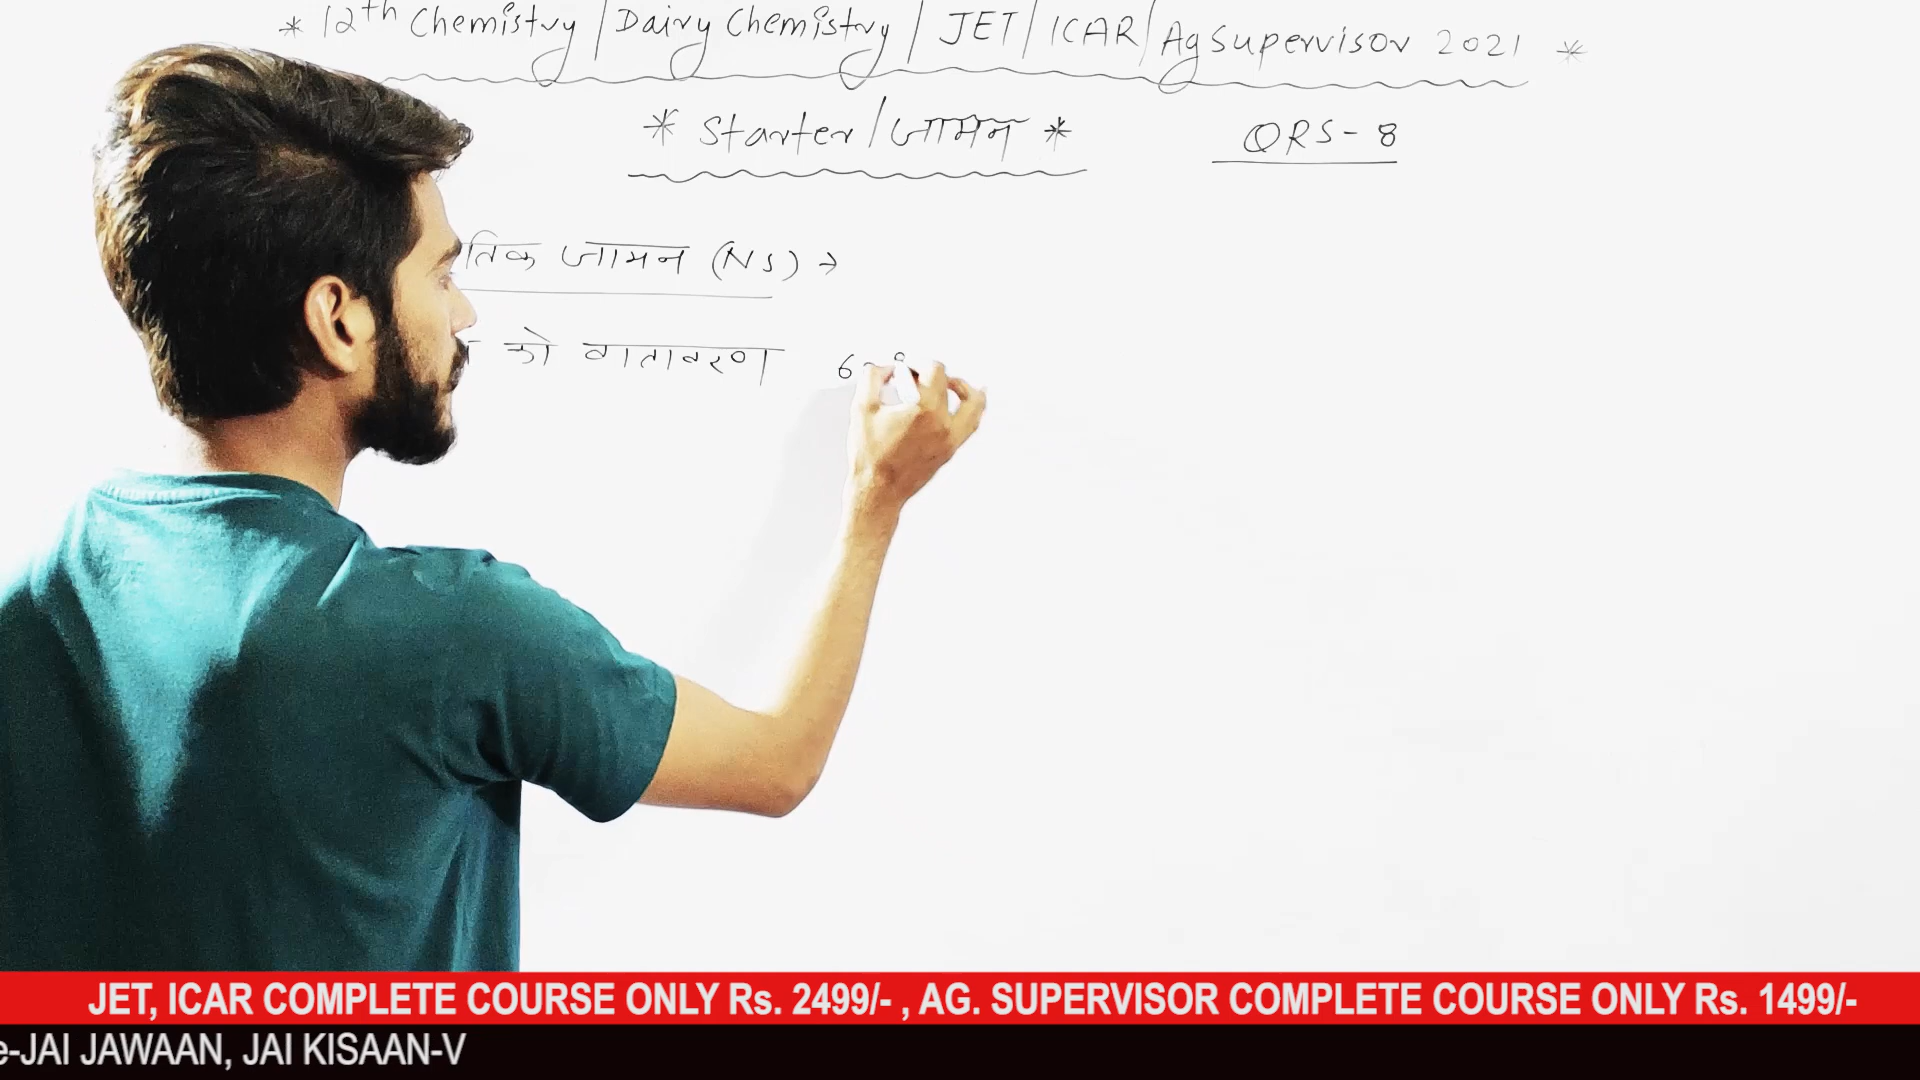 * 12th Chemistry / Dairy Chemistry / JET / ICAR / Ag Supervisor 2021 *
* Starter / जामन *
QRS - 8
तिक जामन (NS) →
को वातावरण
JET, ICAR COMPLETE COURSE ONLY Rs. 2499/- , AG. SUPERVISOR COMPLETE COURSE ONLY Rs. 1499/-
e-JAI JAWAAN, JAI KISAAN-V